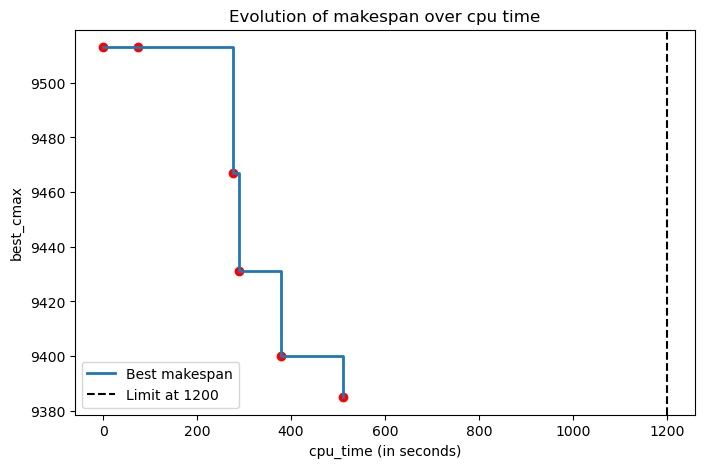 Evolution of makespan over cpu time
best_cmax
9500
9480
9460
9440
9420
9400
9380
Best makespan
Limit at 1200
0
200
400
600
800
1000
1200
cpu_time (in seconds)